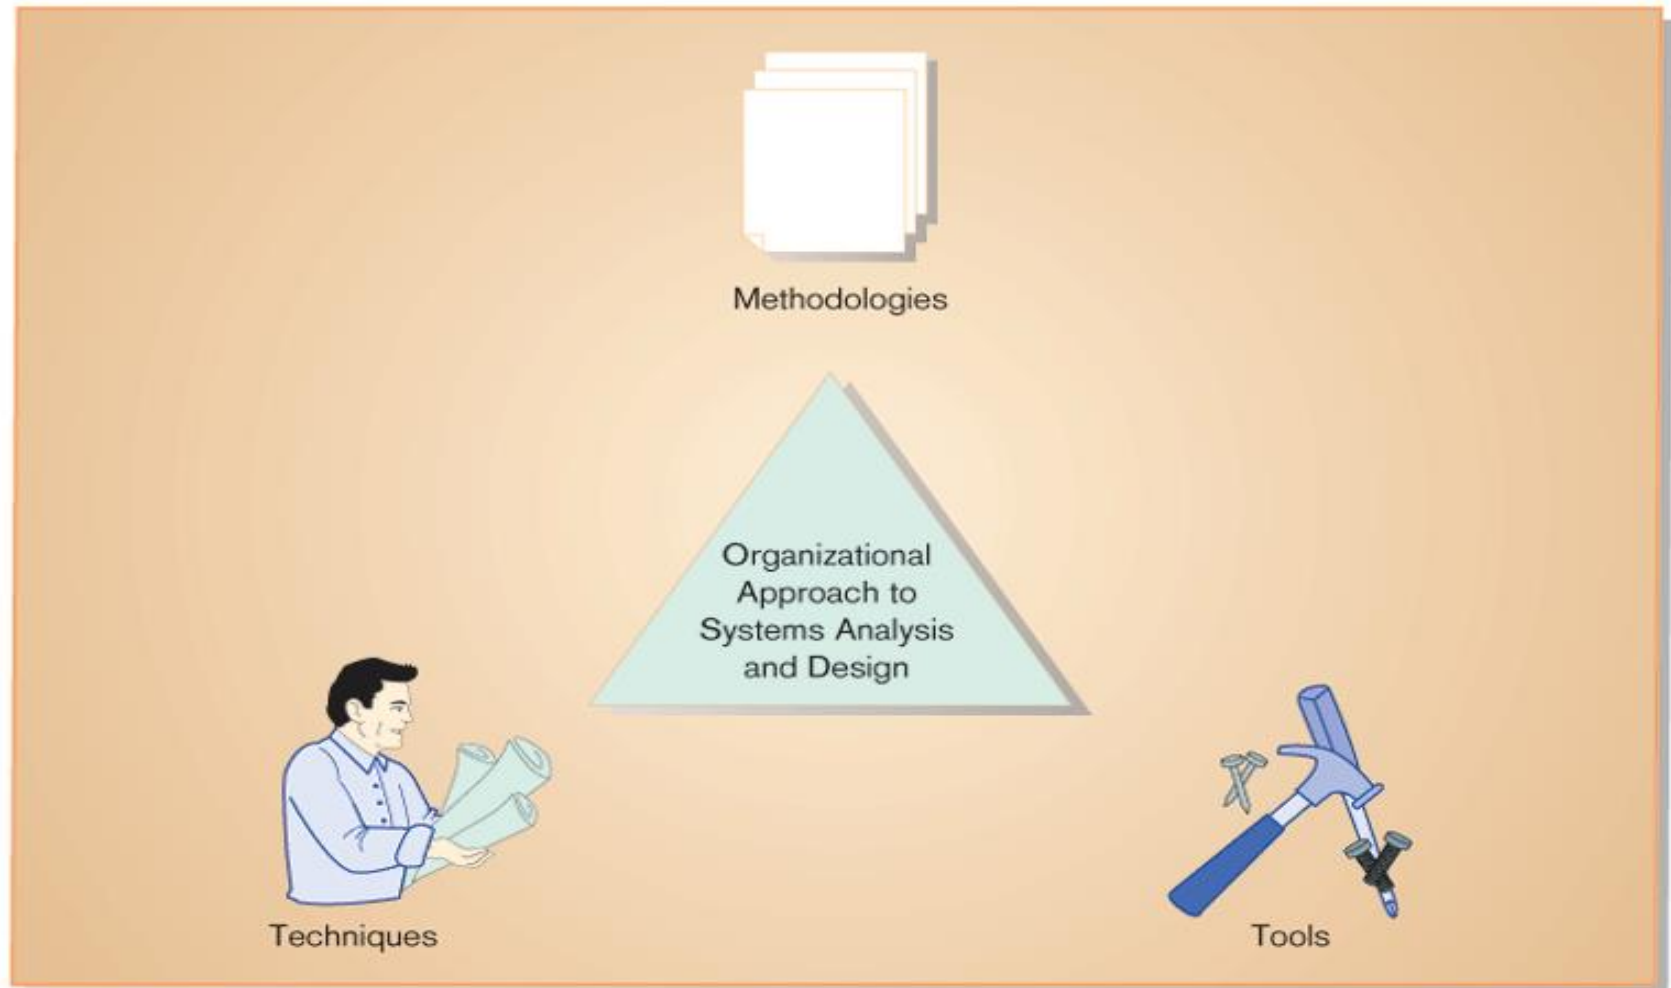 Methodologies
Organizational
Approach to
Systems Analysis
and Design
Techniques
Tools